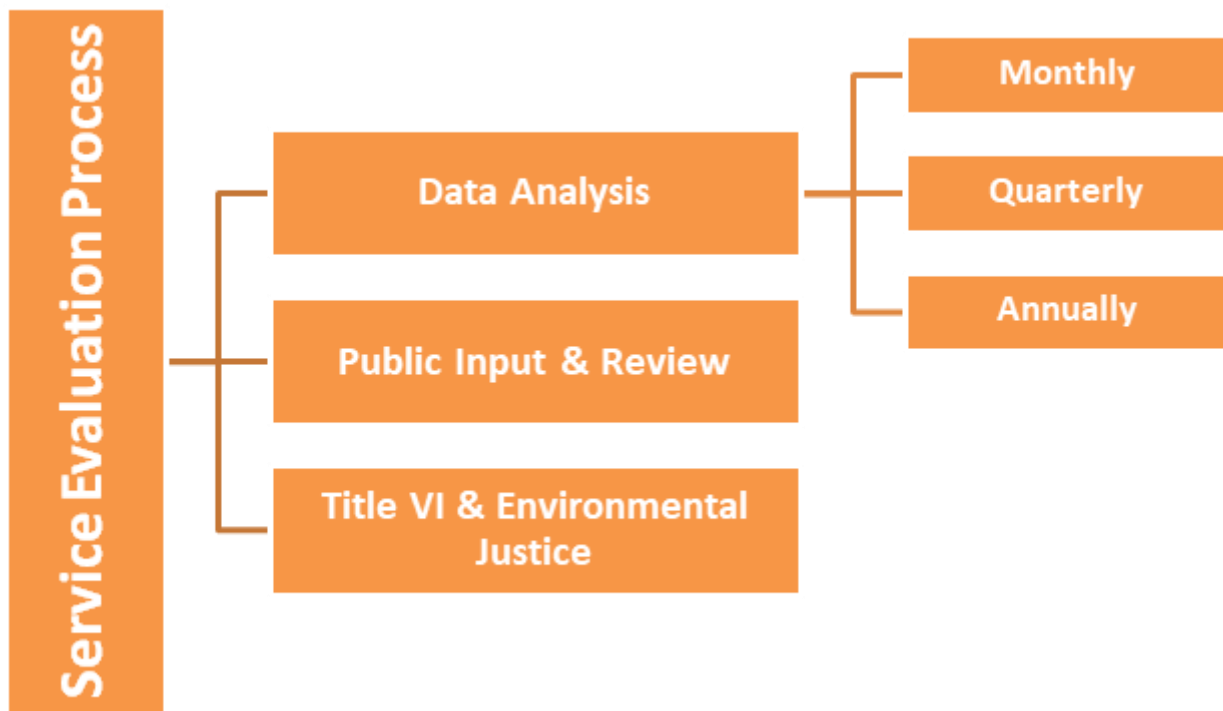 Service Evaluation Process
Data Analysis
Public Input & Review
Title VI & Environmental
Justice
Monthly
Quarterly
Annually